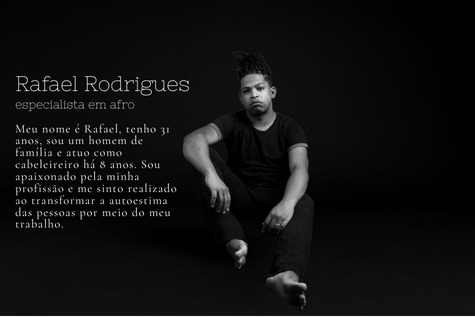 Rafael Rodrigues
especialista em afro
Meu nome é Rafael, tenho 31
anos, sou um homem de
família e atuo como
cabeleireiro há 8 anos. Sou
apaixonado pela minha
profissão e me sinto realizado
ao transformar a autoestima
das pessoas por meio do meu
trabalho.